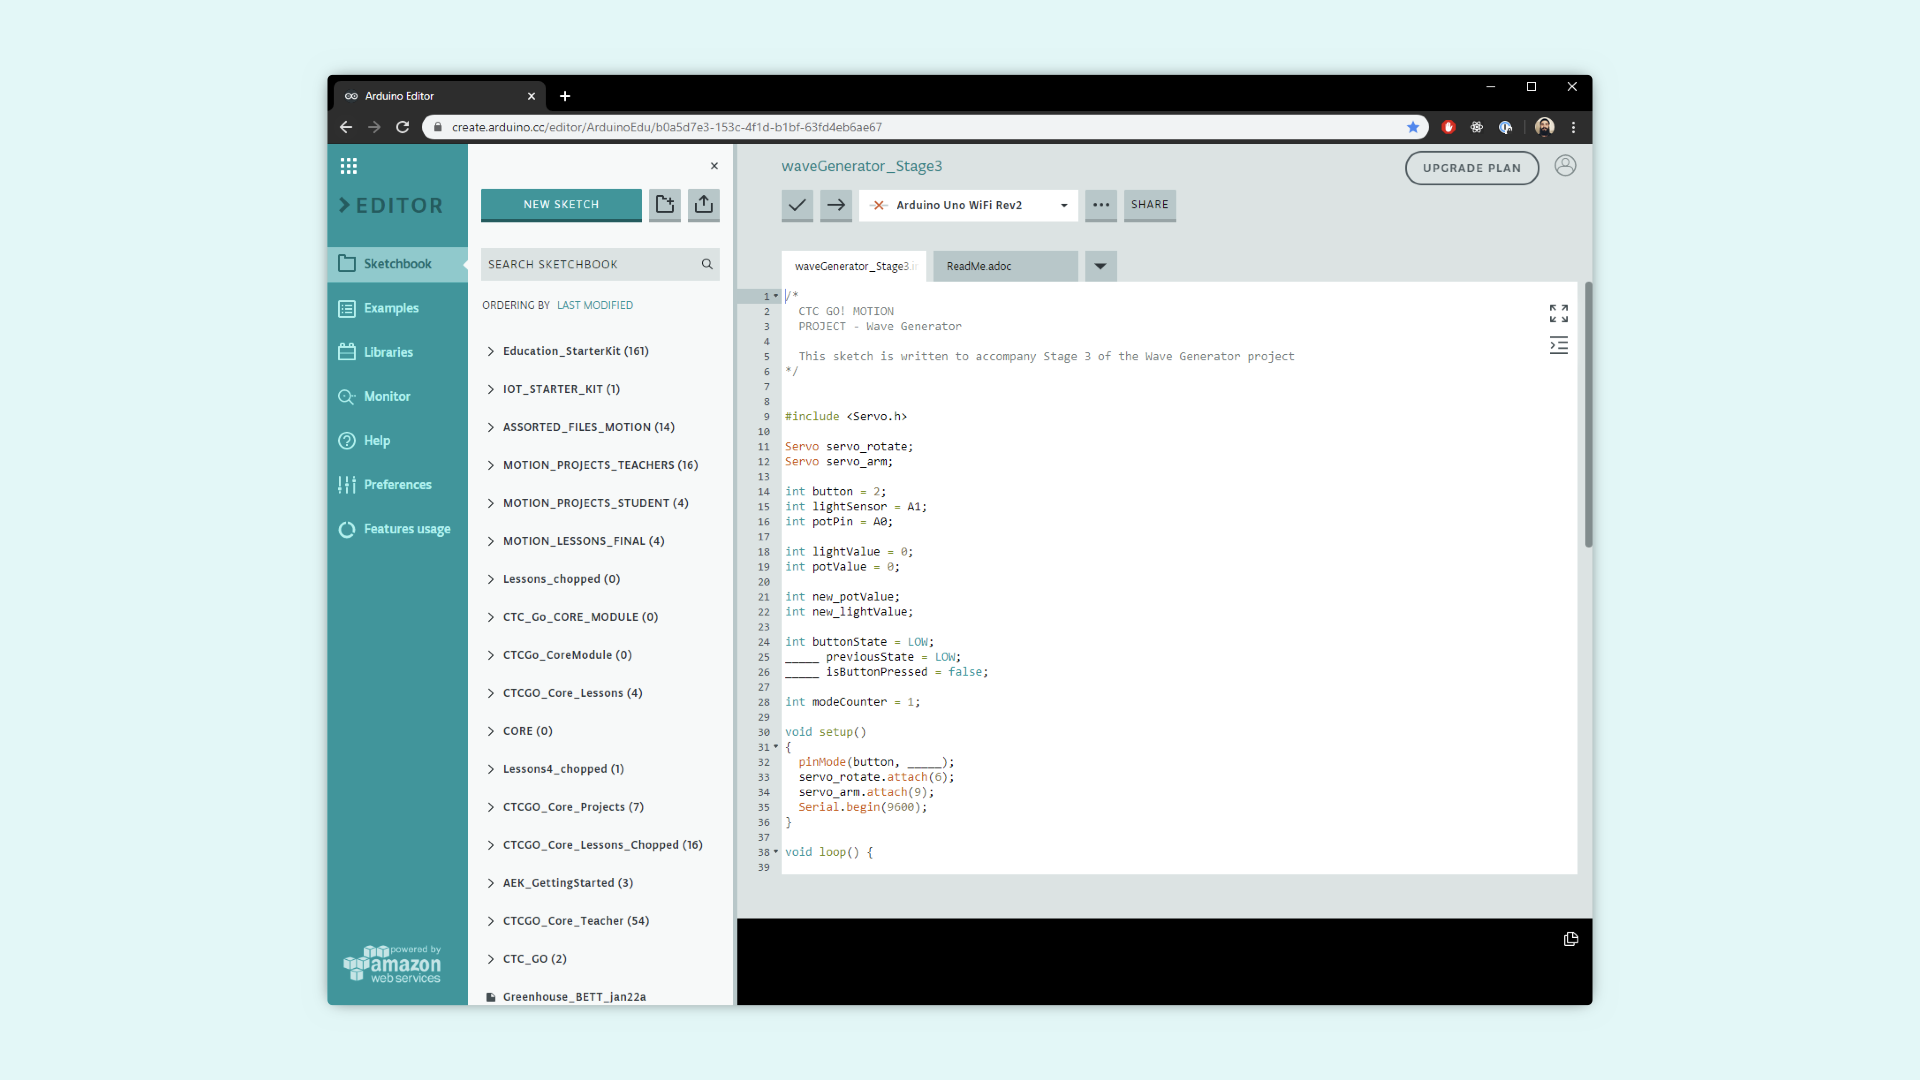 Arduino Editor
create.arduino.cc/editor/ArduinoEdu/b0a5d7e3-153c-4f1d-b1bf-63fd4eb6ae67
EDITOR
Sketchbook
Examples
Libraries
Monitor
Help
Preferences
Features usage
powered by
amazon
web services
NEW SKETCH
SEARCH SKETCHBOOK
ORDERING BY LAST MODIFIED
Education_StarterKit (161)
IOT_STARTER_KIT (1)
ASSORTED_FILES_MOTION (14)
MOTION_PROJECTS_TEACHERS (16)
MOTION_PROJECTS_STUDENT (4)
MOTION_LESSONS_FINAL (4)
Lessons_chopped (0)
CTC_Go_CORE_MODULE (0)
CTCGo_CoreModule (0)
CTCGO_Core_Lessons (4)
CORE (0)
Lessons4_chopped (1)
CTCGO_Core_Projects (7)
CTCGO_Core_Lessons_Chopped (16)
AEK_GettingStarted (3)
CTCGO_Core_Teacher (54)
CTC_GO (2)
Greenhouse_BETT_jan22a
waveGenerator_Stage3
UPGRADE PLAN
Arduino Uno WiFi Rev2
SHARE
waveGenerator_Stage3.i
ReadMe.adoc
1 /*
2 CTC GO! MOTION
3 PROJECT - Wave Generator
4
5 This sketch is written to accompany Stage 3 of the Wave Generator project
6 */
7
8
9 #include <Servo.h>
10
11 Servo servo_rotate;
12 Servo servo_arm;
13
14 int button = 2;
15 int lightSensor = A1;
16 int potPin = A0;
17
18 int lightValue = 0;
19 int potValue = 0;
20
21 int new_potValue;
22 int new_lightValue;
23
24 int buttonState = LOW;
25 _____ previousState = LOW;
26 _____ isButtonPressed = false;
27
28 int modeCounter = 1;
29
30 void setup()
31 {
32 pinMode(button, _____);
33 servo_rotate.attach(6);
34 servo_arm.attach(9);
35 Serial.begin(9600);
36 }
37
38 void loop() {
39